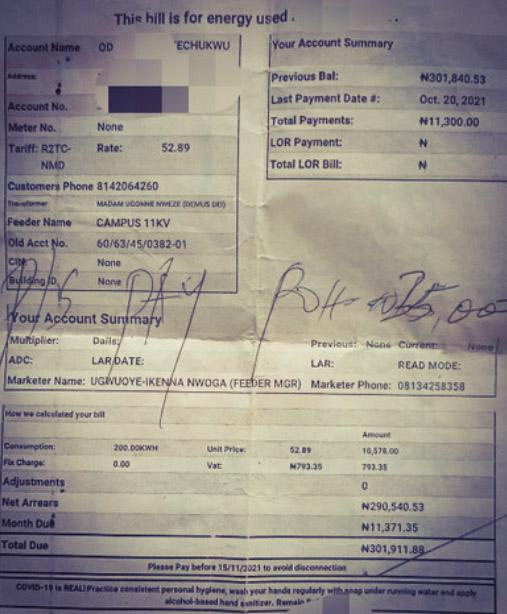 This bill is for energy used .
Account Name OD 'ECHUKWU
Address:
Account No.
Meter No. None
Tariff: R2TC-NMD Rate: 52.89
Customers Phone 8142064260
Transformer MADAM UGONNE NWEZE (DEMUS DEI)
Feeder Name CAMPUS 11KV
Old Acct No. 60/63/45/0382-01
CIN None
Building ID None
Your Account Summary
Previous Bal: ₦301,840.53
Last Payment Date #: Oct. 20, 2021
Total Payments: ₦11,300.00
LOR Payment: ₦
Total LOR Bill: ₦
P/S PAY
Your Account Summary
Multiplier: Dails: Previous: None Current: None
ADC: LAR DATE: LAR: READ MODE:
Marketer Name: UGWUOYE-IKENNA NWOGA (FEEDER MGR) Marketer Phone: 08134258358
How we calculated your bill
Amount
Consumption: 200.00KWH Unit Price: 52.89 10,578.00
Fix Charge: 0.00 Vat: ₦793.35 793.35
Adjustments 0
Net Arrears ₦290,540.53
Month Due ₦11,371.35
Total Due ₦301,911.88
Please Pay before 15/11/2021 to avoid disconnection
COVID-19 is REAL! Practice consistent personal hygiene, wash your hands regularly with soap under running water and apply
alcohol-based hand sanitizer. Remain